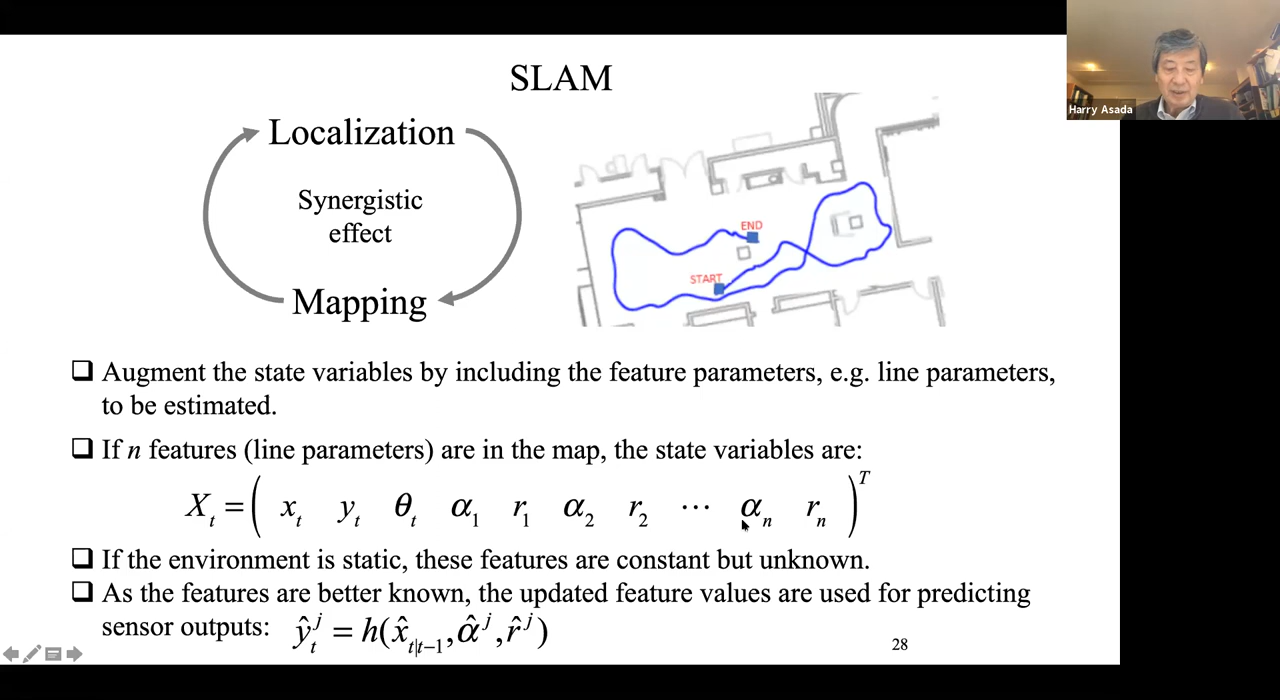 SLAM
Harry Asada
Localization
Synergistic
effect
Mapping
END
START
❑ Augment the state variables by including the feature parameters, e.g. line parameters,
to be estimated.
❑ If n features (line parameters) are in the map, the state variables are:
X_t = ( x_t y_t θ_t α_1 r_1 α_2 r_2 ⋯ α_n r_n )^T
❑ If the environment is static, these features are constant but unknown.
❑ As the features are better known, the updated feature values are used for predicting
sensor outputs: ŷ_t^j = h(x̂_{t|t−1}, α̂^j, r̂^j)
28